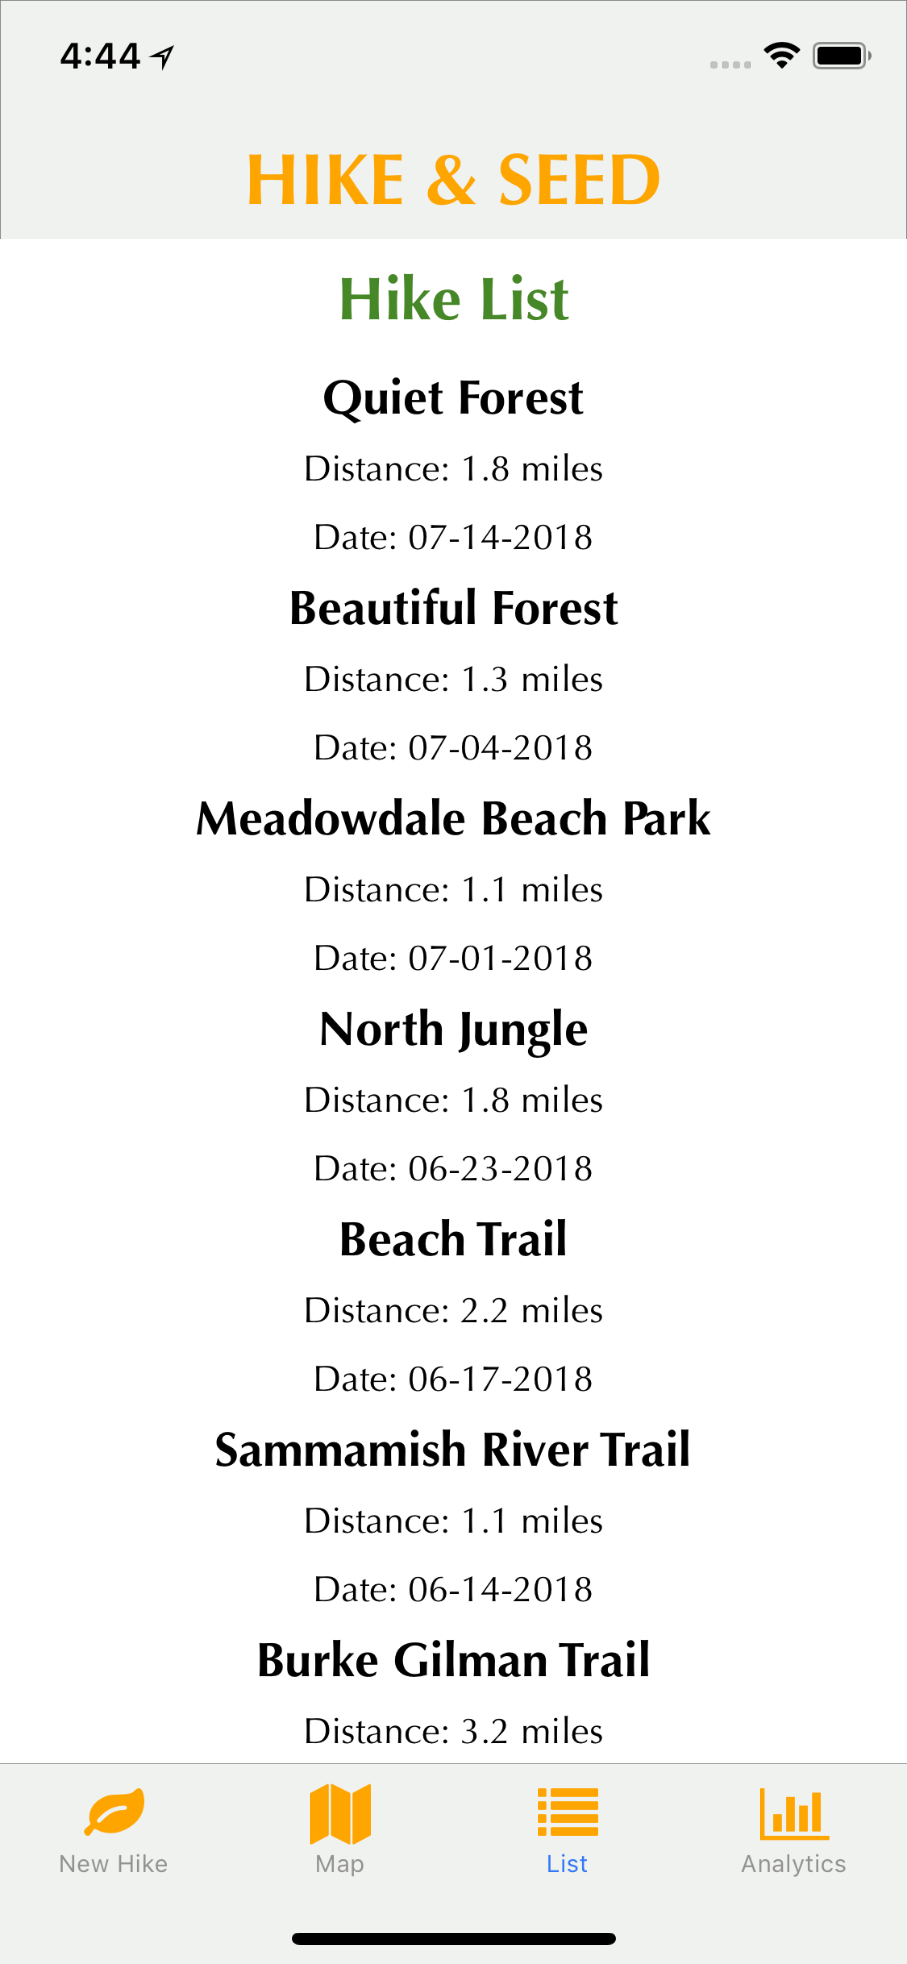 4:44
HIKE & SEED
Hike List
Quiet Forest
Distance: 1.8 miles
Date: 07-14-2018
Beautiful Forest
Distance: 1.3 miles
Date: 07-04-2018
Meadowdale Beach Park
Distance: 1.1 miles
Date: 07-01-2018
North Jungle
Distance: 1.8 miles
Date: 06-23-2018
Beach Trail
Distance: 2.2 miles
Date: 06-17-2018
Sammamish River Trail
Distance: 1.1 miles
Date: 06-14-2018
Burke Gilman Trail
Distance: 3.2 miles
New Hike Map List Analytics